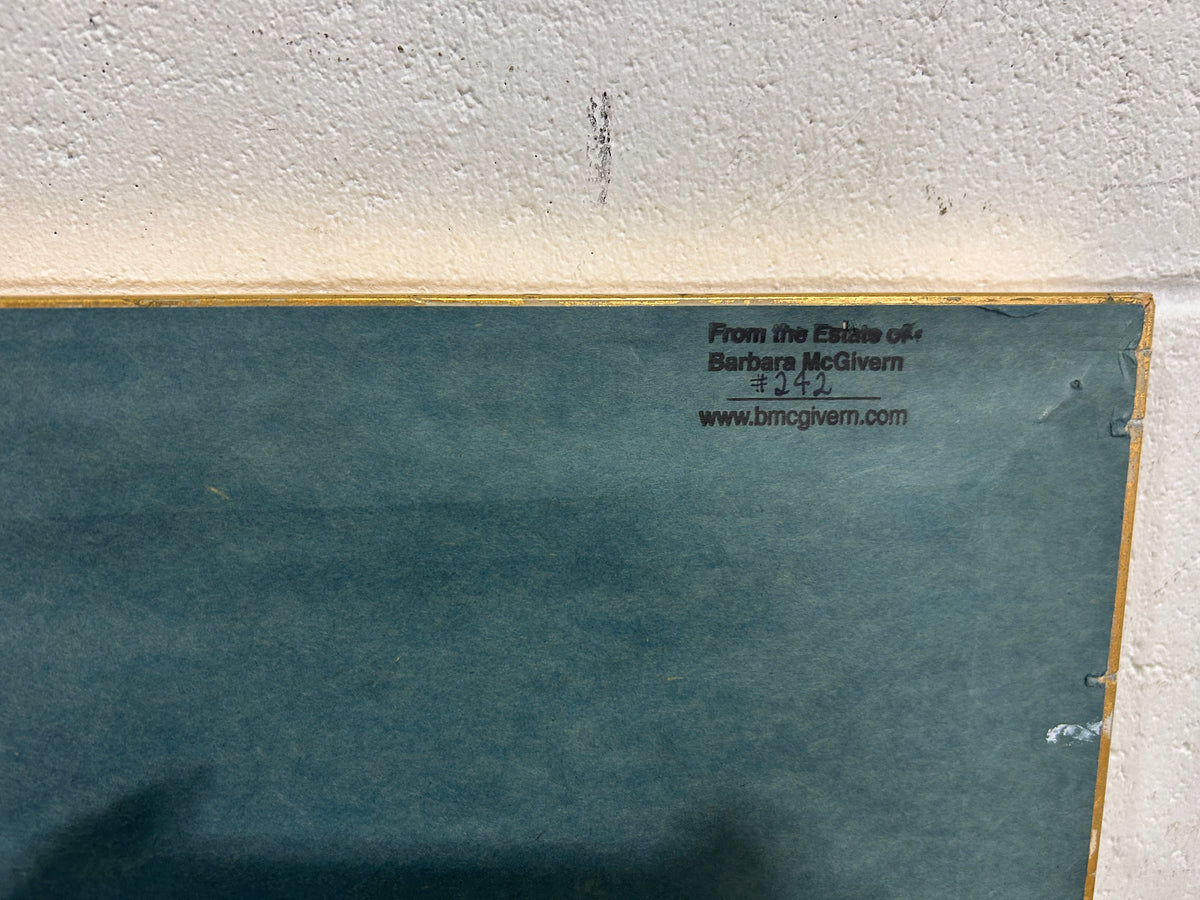 From the Estate of:
Barbara McGivern
#242
www.bmcgivern.com